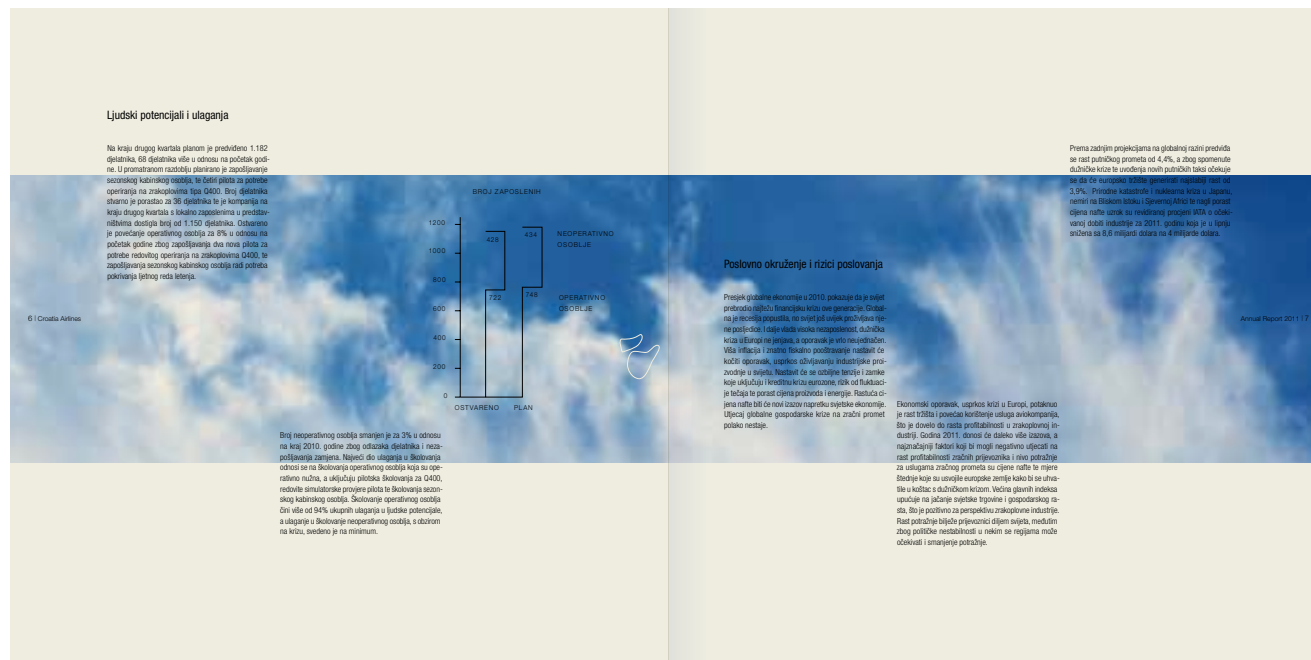 Ljudski potencijali i ulaganja
Na kraju drugog kvartala planom je predviđeno 1.182
djelatnika, 68 djelatnika više u odnosu na početak godi-
ne. U promatranom razdoblju planirano je zapošljavanje
sezonskog kabinskog osoblja, te četiri pilota za potrebe
operiranja na zrakoplovima tipa Q400. Broj djelatnika
stvarno je porastao za 36 djelatnika te je kompanija na
kraju drugog kvartala s lokalno zaposlenima u predstav-
ništvima dostigla broj od 1.150 djelatnika. Ostvareno
je povećanje operativnog osoblja za 8% u odnosu na
početak godine zbog zapošljavanja dva nova pilota za
potrebe redovitog operiranja na zrakoplovima Q400, te
zapošljavanja sezonskog kabinskog osoblja radi potreba
pokrivanja ljetnog reda letenja.
6 | Croatia Airlines
BROJ ZAPOSLENIH
1200
1000
800
600
400
200
0
428
434
722
748
NEOPERATIVNO
OSOBLJE
OPERATIVNO
OSOBLJE
OSTVARENO
PLAN
Broj neoperativnog osoblja smanjen je za 3% u odnosu
na kraj 2010. godine zbog odlazaka djelatnika i neza-
pošljavanja zamjena. Najveći dio ulaganja u školovanja
odnosi se na školovanja operativnog osoblja koja su ope-
rativno nužna, a uključuju pilotska školovanja za Q400,
redovite simulatorske provjere pilota te školovanja sezon-
skog kabinskog osoblja. Školovanje operativnog osoblja
čini više od 94% ukupnih ulaganja u ljudske potencijale,
a ulaganje u školovanje neoperativnog osoblja, s obzirom
na krizu, svedeno je na minimum.
Poslovno okruženje i rizici poslovanja
Presjek globalne ekonomije u 2010. pokazuje da je svijet
prebrodio najtežu financijsku krizu ove generacije. Global-
na je recesija popustila, no svijet još uvijek proživljava nje-
ne posljedice. I dalje vlada visoka nezaposlenost, dužnička
kriza u Europi ne jenjava, a oporavak je vrlo neujednačen.
Viša inflacija i znatno fiskalno pooštravanje nastavit će
kočiti oporavak, usprkos oživljavanju industrijske proi-
zvodnje u svijetu. Nastavit će se ozbiljne tenzije i zamke
koje uključuju i kreditnu krizu eurozone, rizik od fluktuaci-
je tečaja te porast cijena proizvoda i energije. Rastuća ci-
jena nafte biti će novi izazov napretku svjetske ekonomije.
Utjecaj globalne gospodarske krize na zračni promet
polako nestaje.
Ekonomski oporavak, usprkos krizi u Europi, potaknuo
je rast tržišta i povećao korištenje usluga aviokompanija,
što je dovelo do rasta profitabilnosti u zrakoplovnoj in-
dustriji. Godina 2011. donosi će daleko više izazova, a
najznačajniji faktori koji bi mogli negativno utjecati na
rast profitabilnosti zračnih prijevoznika i nivo potražnje
za uslugama zračnog prometa su cijene nafte te mjere
štednje koje su usvojile europske zemlje kako bi se uhva-
tile u koštac s dužničkom krizom. Većina glavnih indeksa
upućuje na jačanje svjetske trgovine i gospodarskog ra-
sta, što je pozitivno za perspektivu zrakoplovne industrije.
Rast potražnje bilježe prijevoznici diljem svijeta, međutim
zbog političke nestabilnosti u nekim se regijama može
očekivati i smanjenje potražnje.
Prema zadnjim projekcijama na globalnoj razini predviđa
se rast putničkog prometa od 4,4%, a zbog spomenute
dužničke krize te uvođenja novih putničkih taksi očekuje
se da će europsko tržište generirati najslabiji rast od
3,9%. Prirodne katastrofe i nuklearna kriza u Japanu,
nemiri na Bliskom istoku i Sjevernoj Africi te nagli porast
cijena nafte uzrok su revidiranoj procjeni IATA o očeki-
vanoj dobiti industrije za 2011. godinu koja je u lipnju
snižena sa 8,6 milijardi dolara na 4 milijarde dolara.
Annual Report 2011 | 7